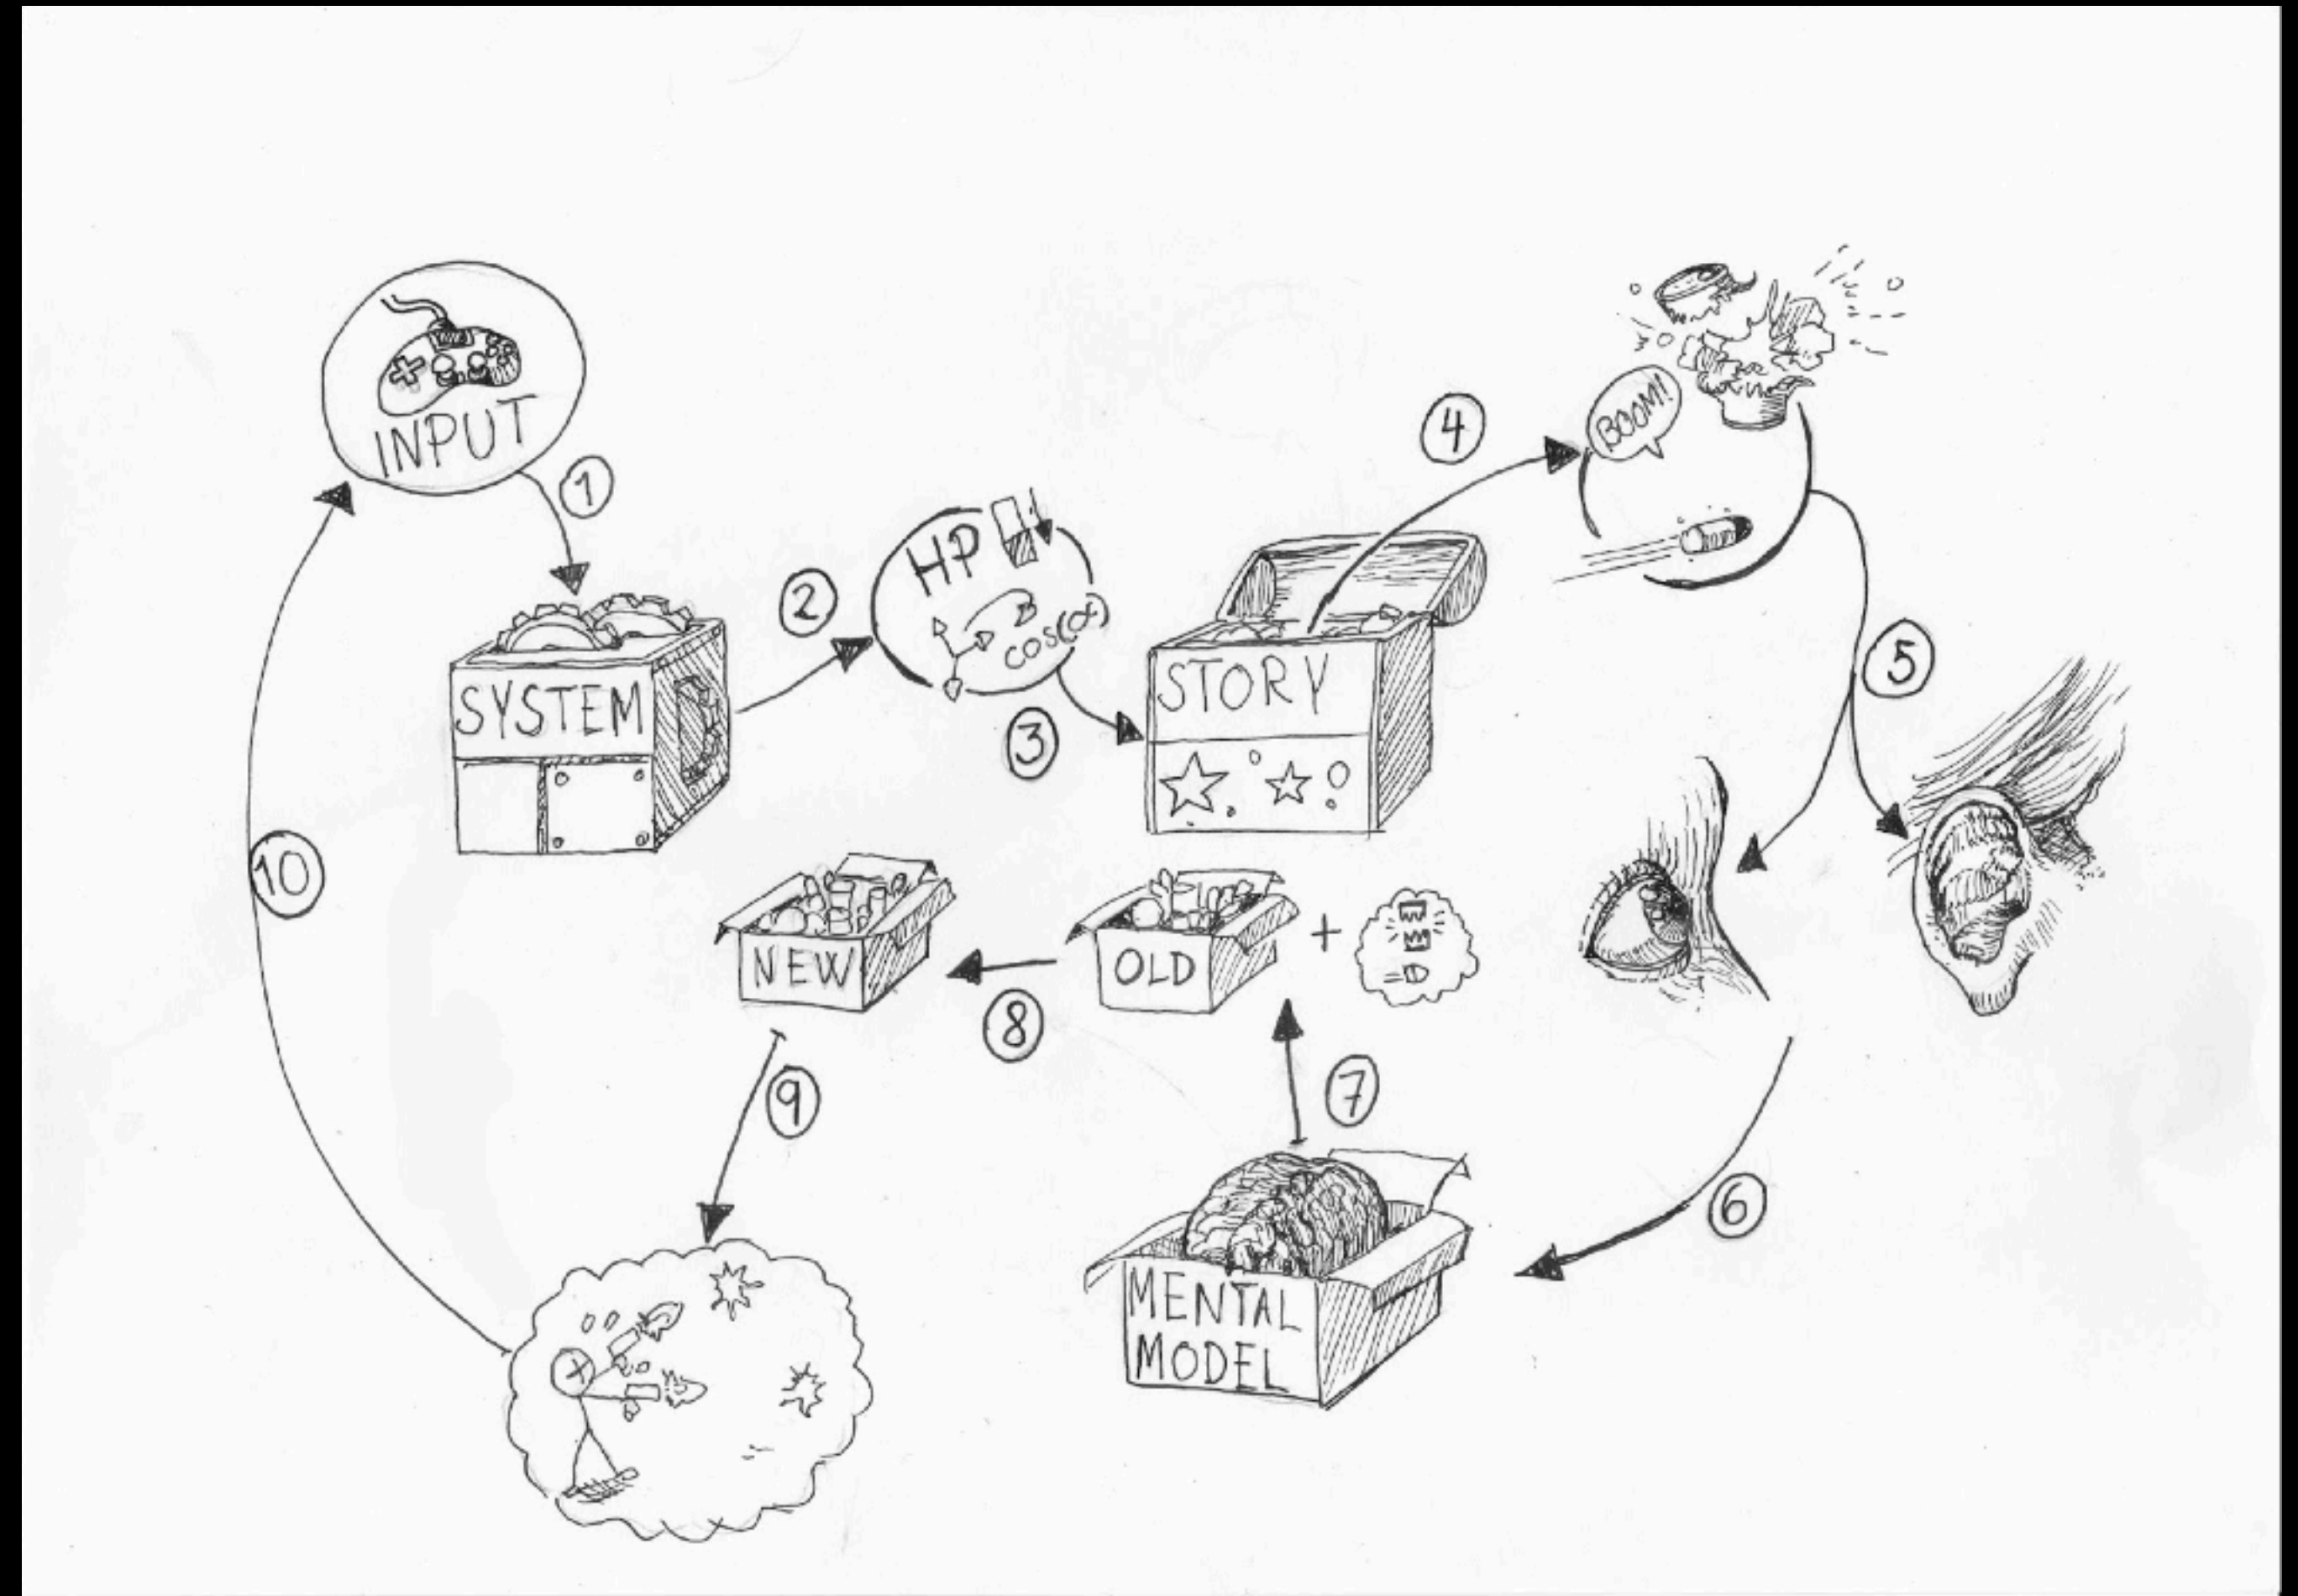 INPUT
1
SYSTEM
2
HP
cos(α)
3
STORY
4
BOOM!
5
6
MENTAL
MODEL
7
OLD
+
8
NEW
9
10